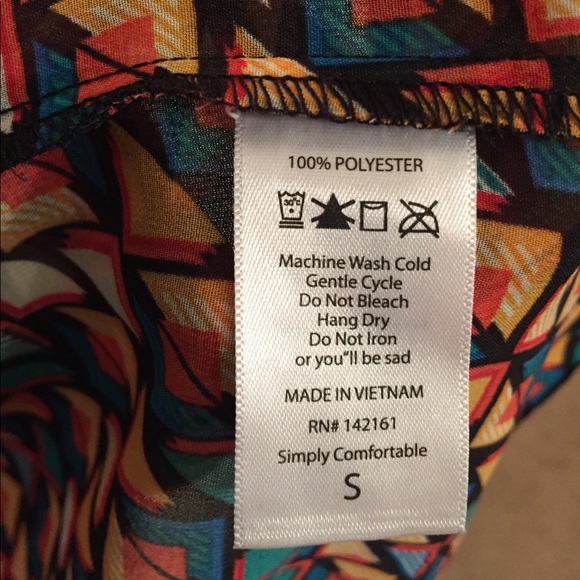 100% POLYESTER
30°C
Machine Wash Cold
Gentle Cycle
Do Not Bleach
Hang Dry
Do Not Iron
or you"ll be sad
MADE IN VIETNAM
RN# 142161
Simply Comfortable
S